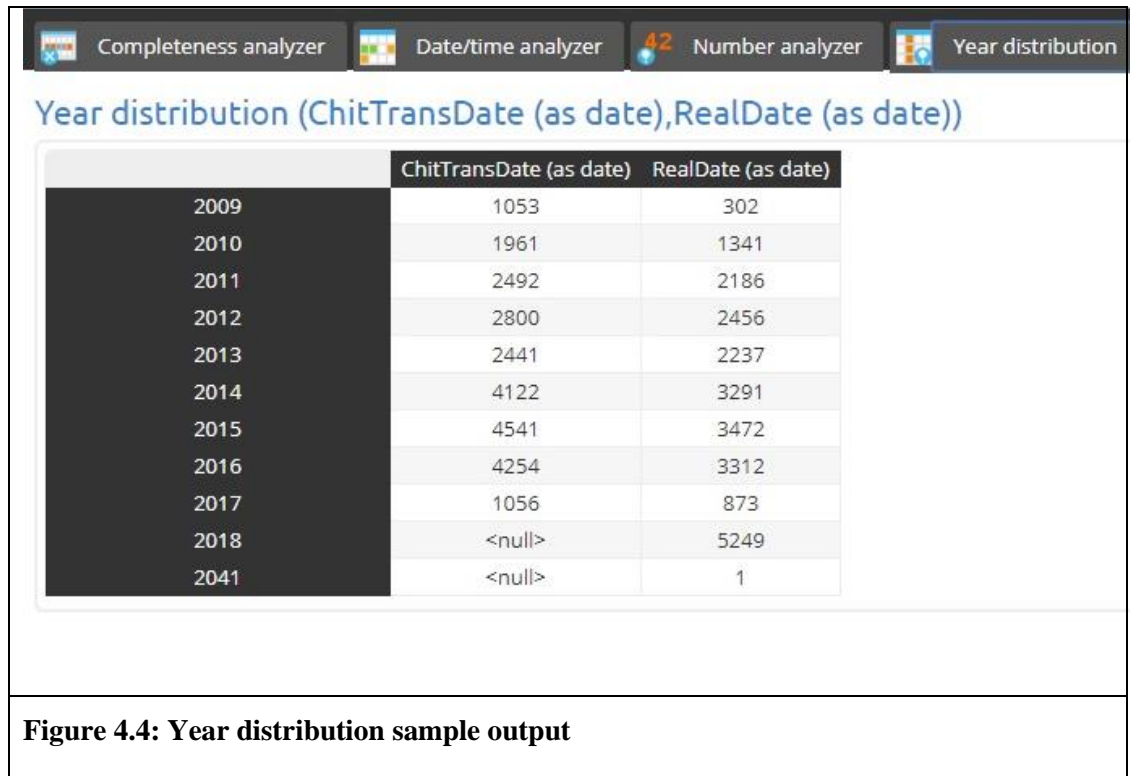 Completeness analyzer Date/time analyzer 42 Number analyzer Year distribution
Year distribution (ChitTransDate (as date),RealDate (as date))
ChitTransDate (as date) RealDate (as date)
2009 1053 302
2010 1961 1341
2011 2492 2186
2012 2800 2456
2013 2441 2237
2014 4122 3291
2015 4541 3472
2016 4254 3312
2017 1056 873
2018 <null> 5249
2041 <null> 1
Figure 4.4: Year distribution sample output